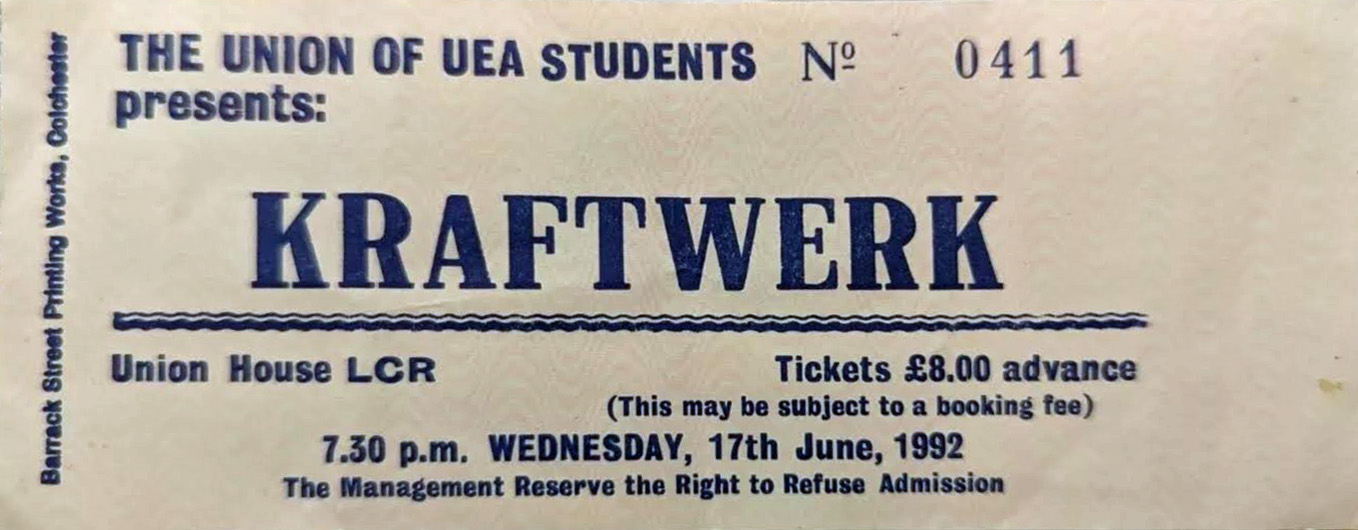 THE UNION OF UEA STUDENTS Nº 0411
presents:
KRAFTWERK
Union House LCR Tickets £8.00 advance
(This may be subject to a booking fee)
7.30 p.m. WEDNESDAY, 17th June, 1992
The Management Reserve the Right to Refuse Admission
Barrack Street Printing Works, Colchester